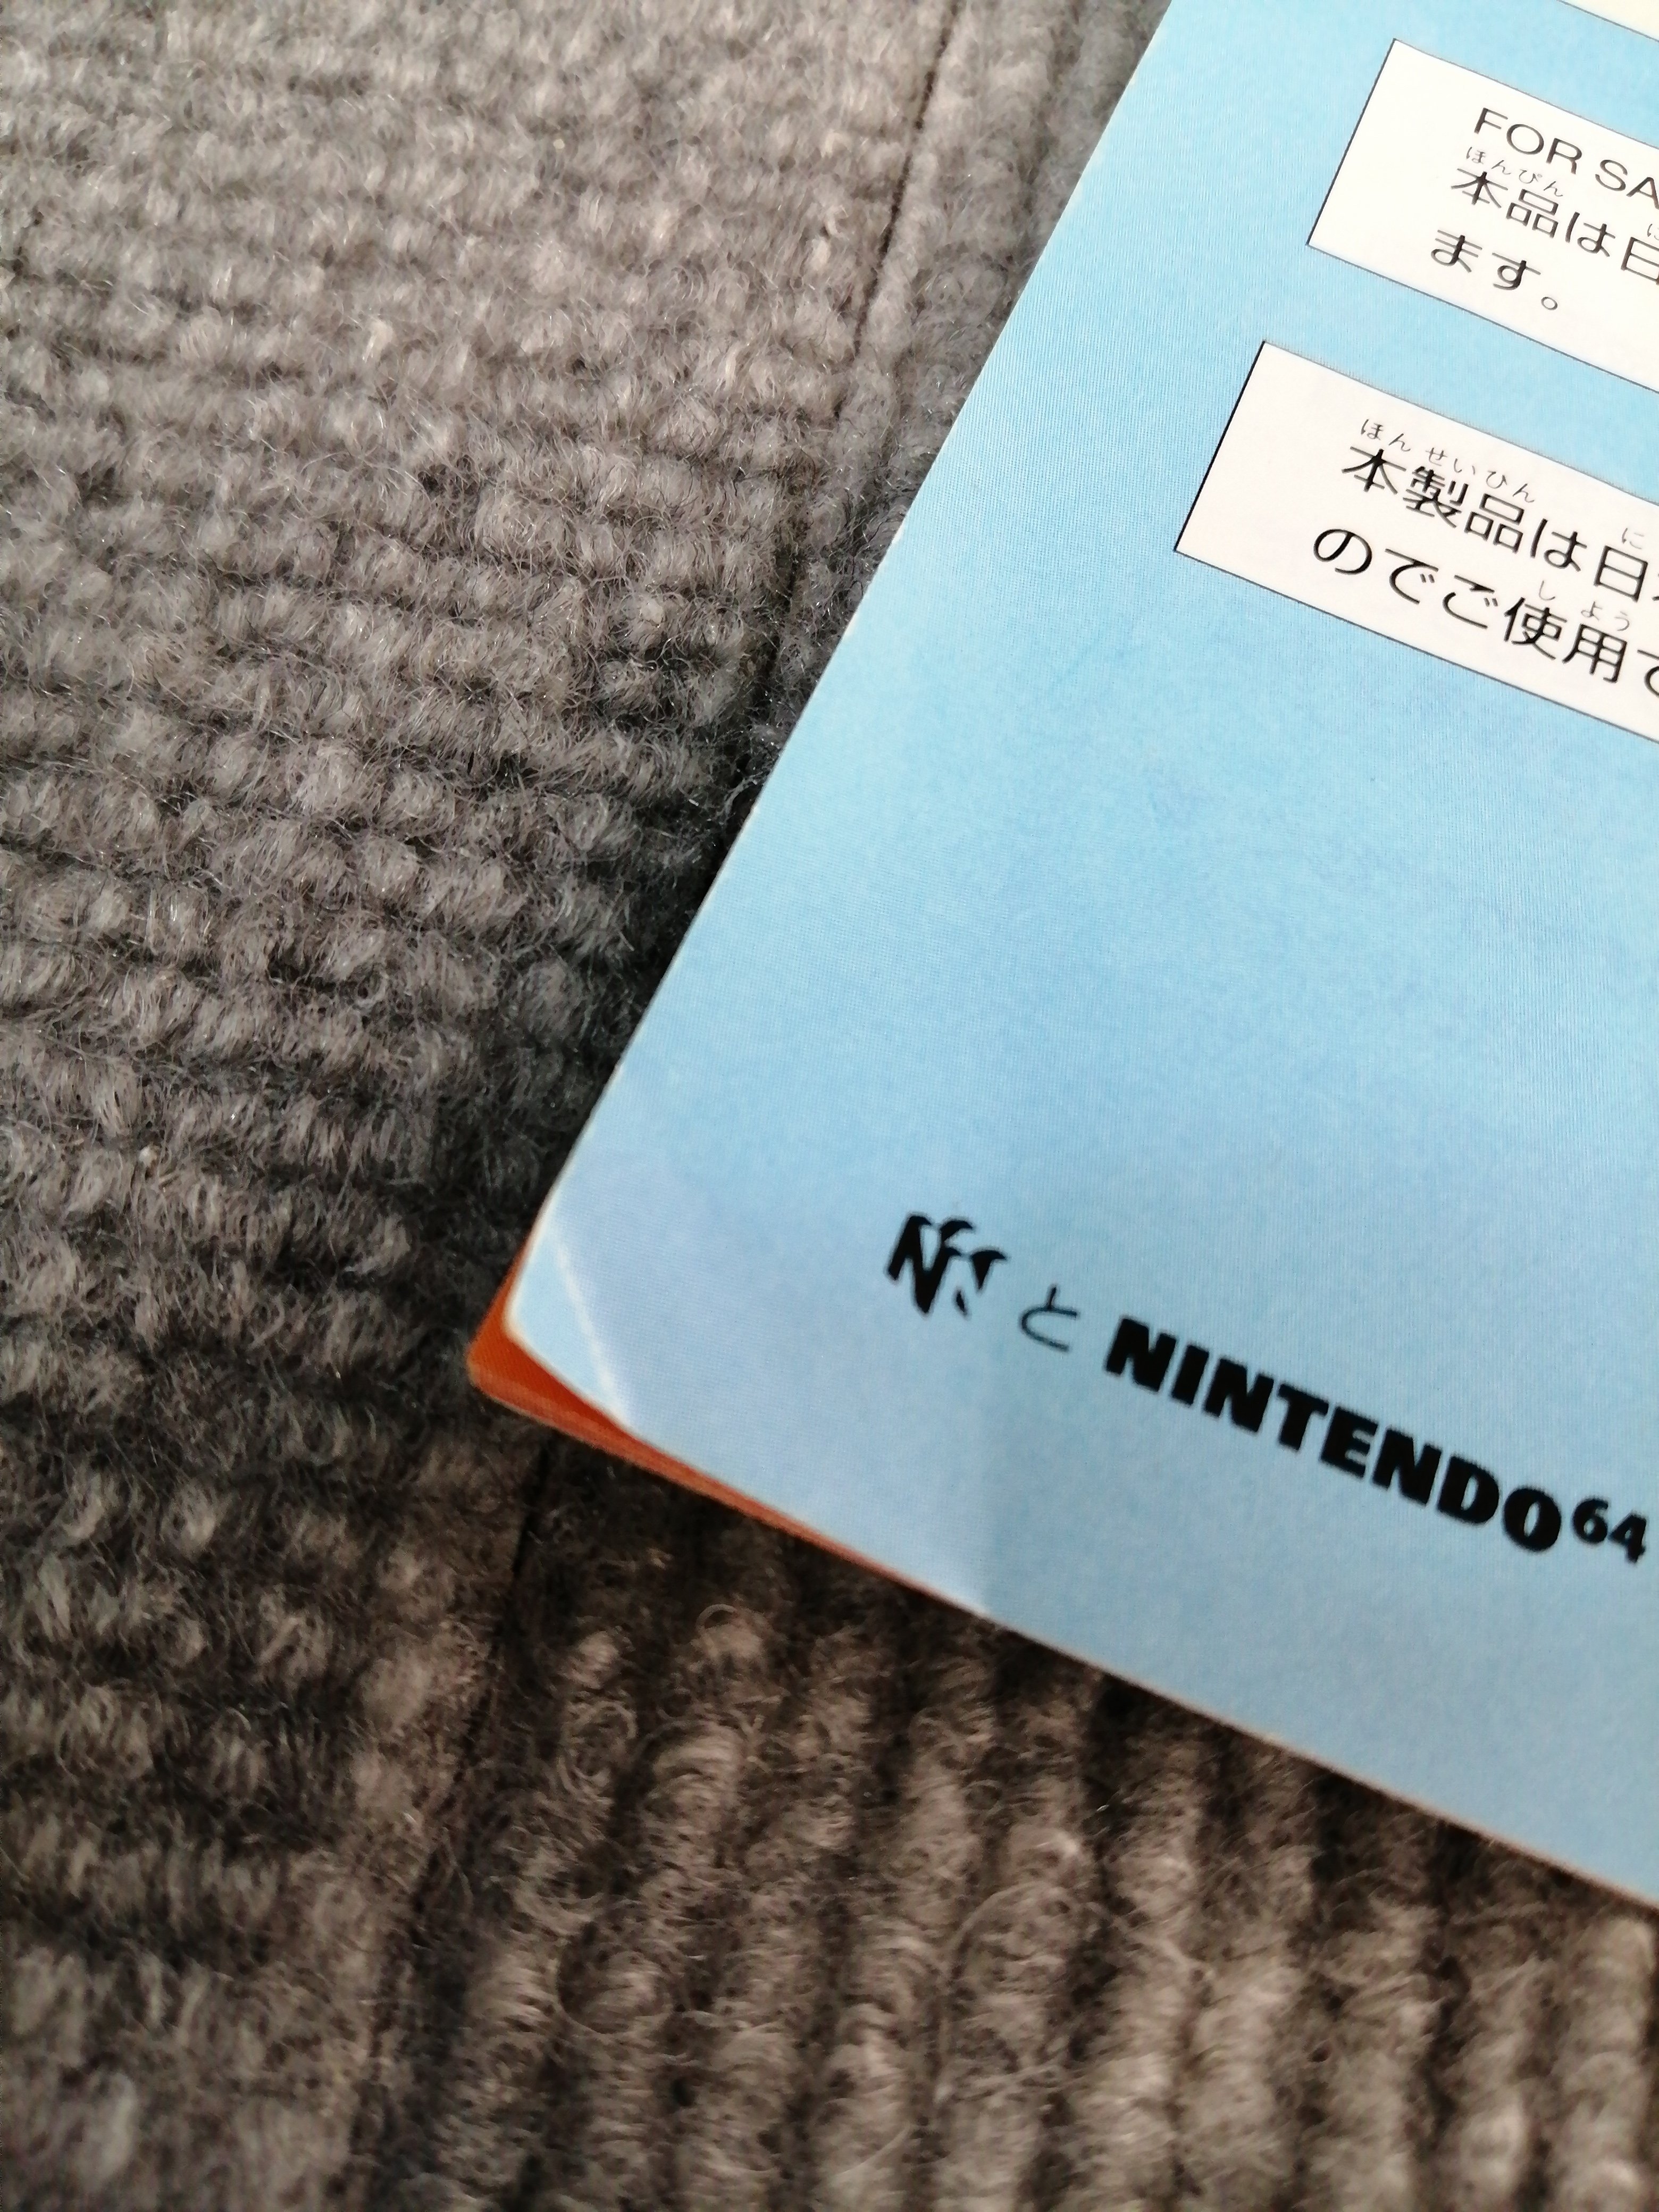 FOR SA
ほんぴん
本品は日
ます。
ほん せいひん に
本製品は日
し よう
のでご使用で
と NINTENDO64